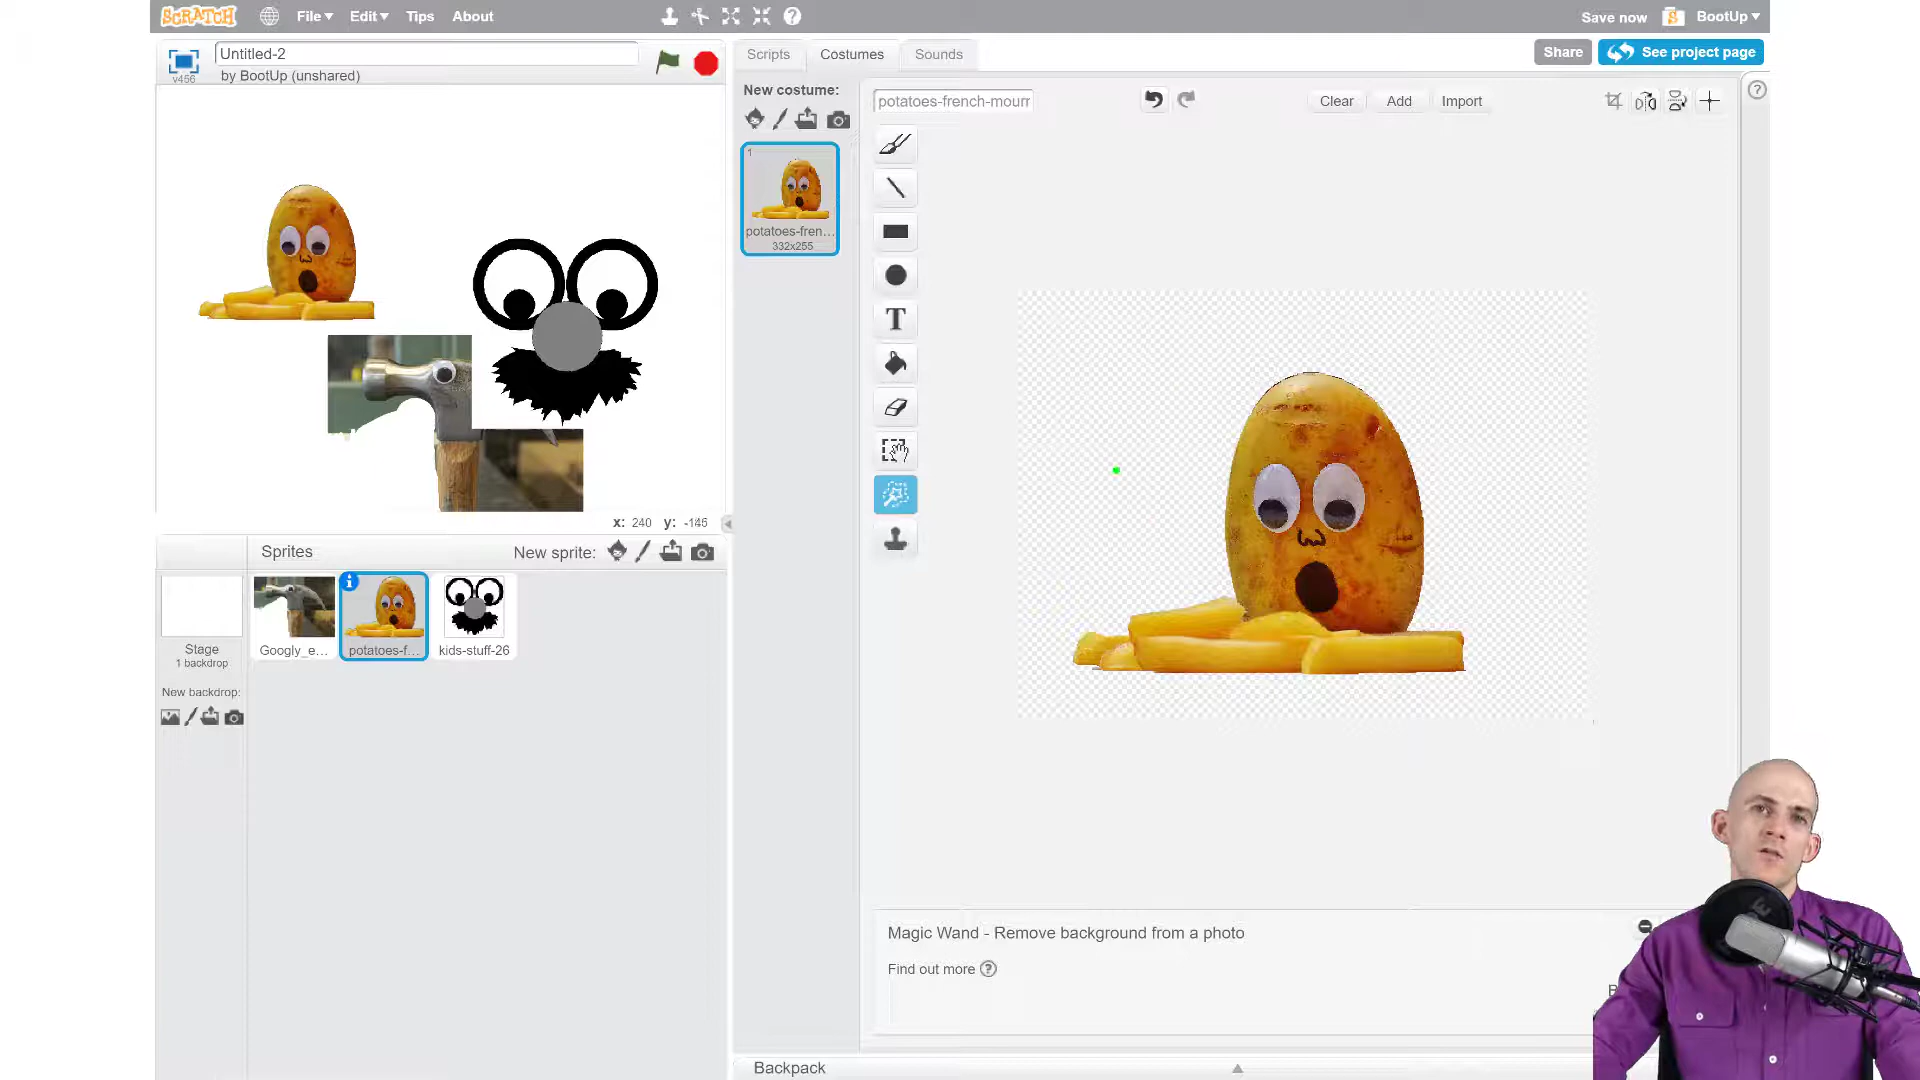 SCRATCH File Edit Tips About Save now BootUp
v456
Untitled-2
by BootUp (unshared)
Scripts Costumes Sounds
Share See project page
New costume:
potatoes-french-mourr
Clear Add Import
1
potatoes-fren...
332x255
T
x: 240 y: -145
Sprites New sprite:
Stage
1 backdrop
New backdrop:
Googly_e... potatoes-f... kids-stuff-26
Magic Wand - Remove background from a photo
Find out more
Backpack